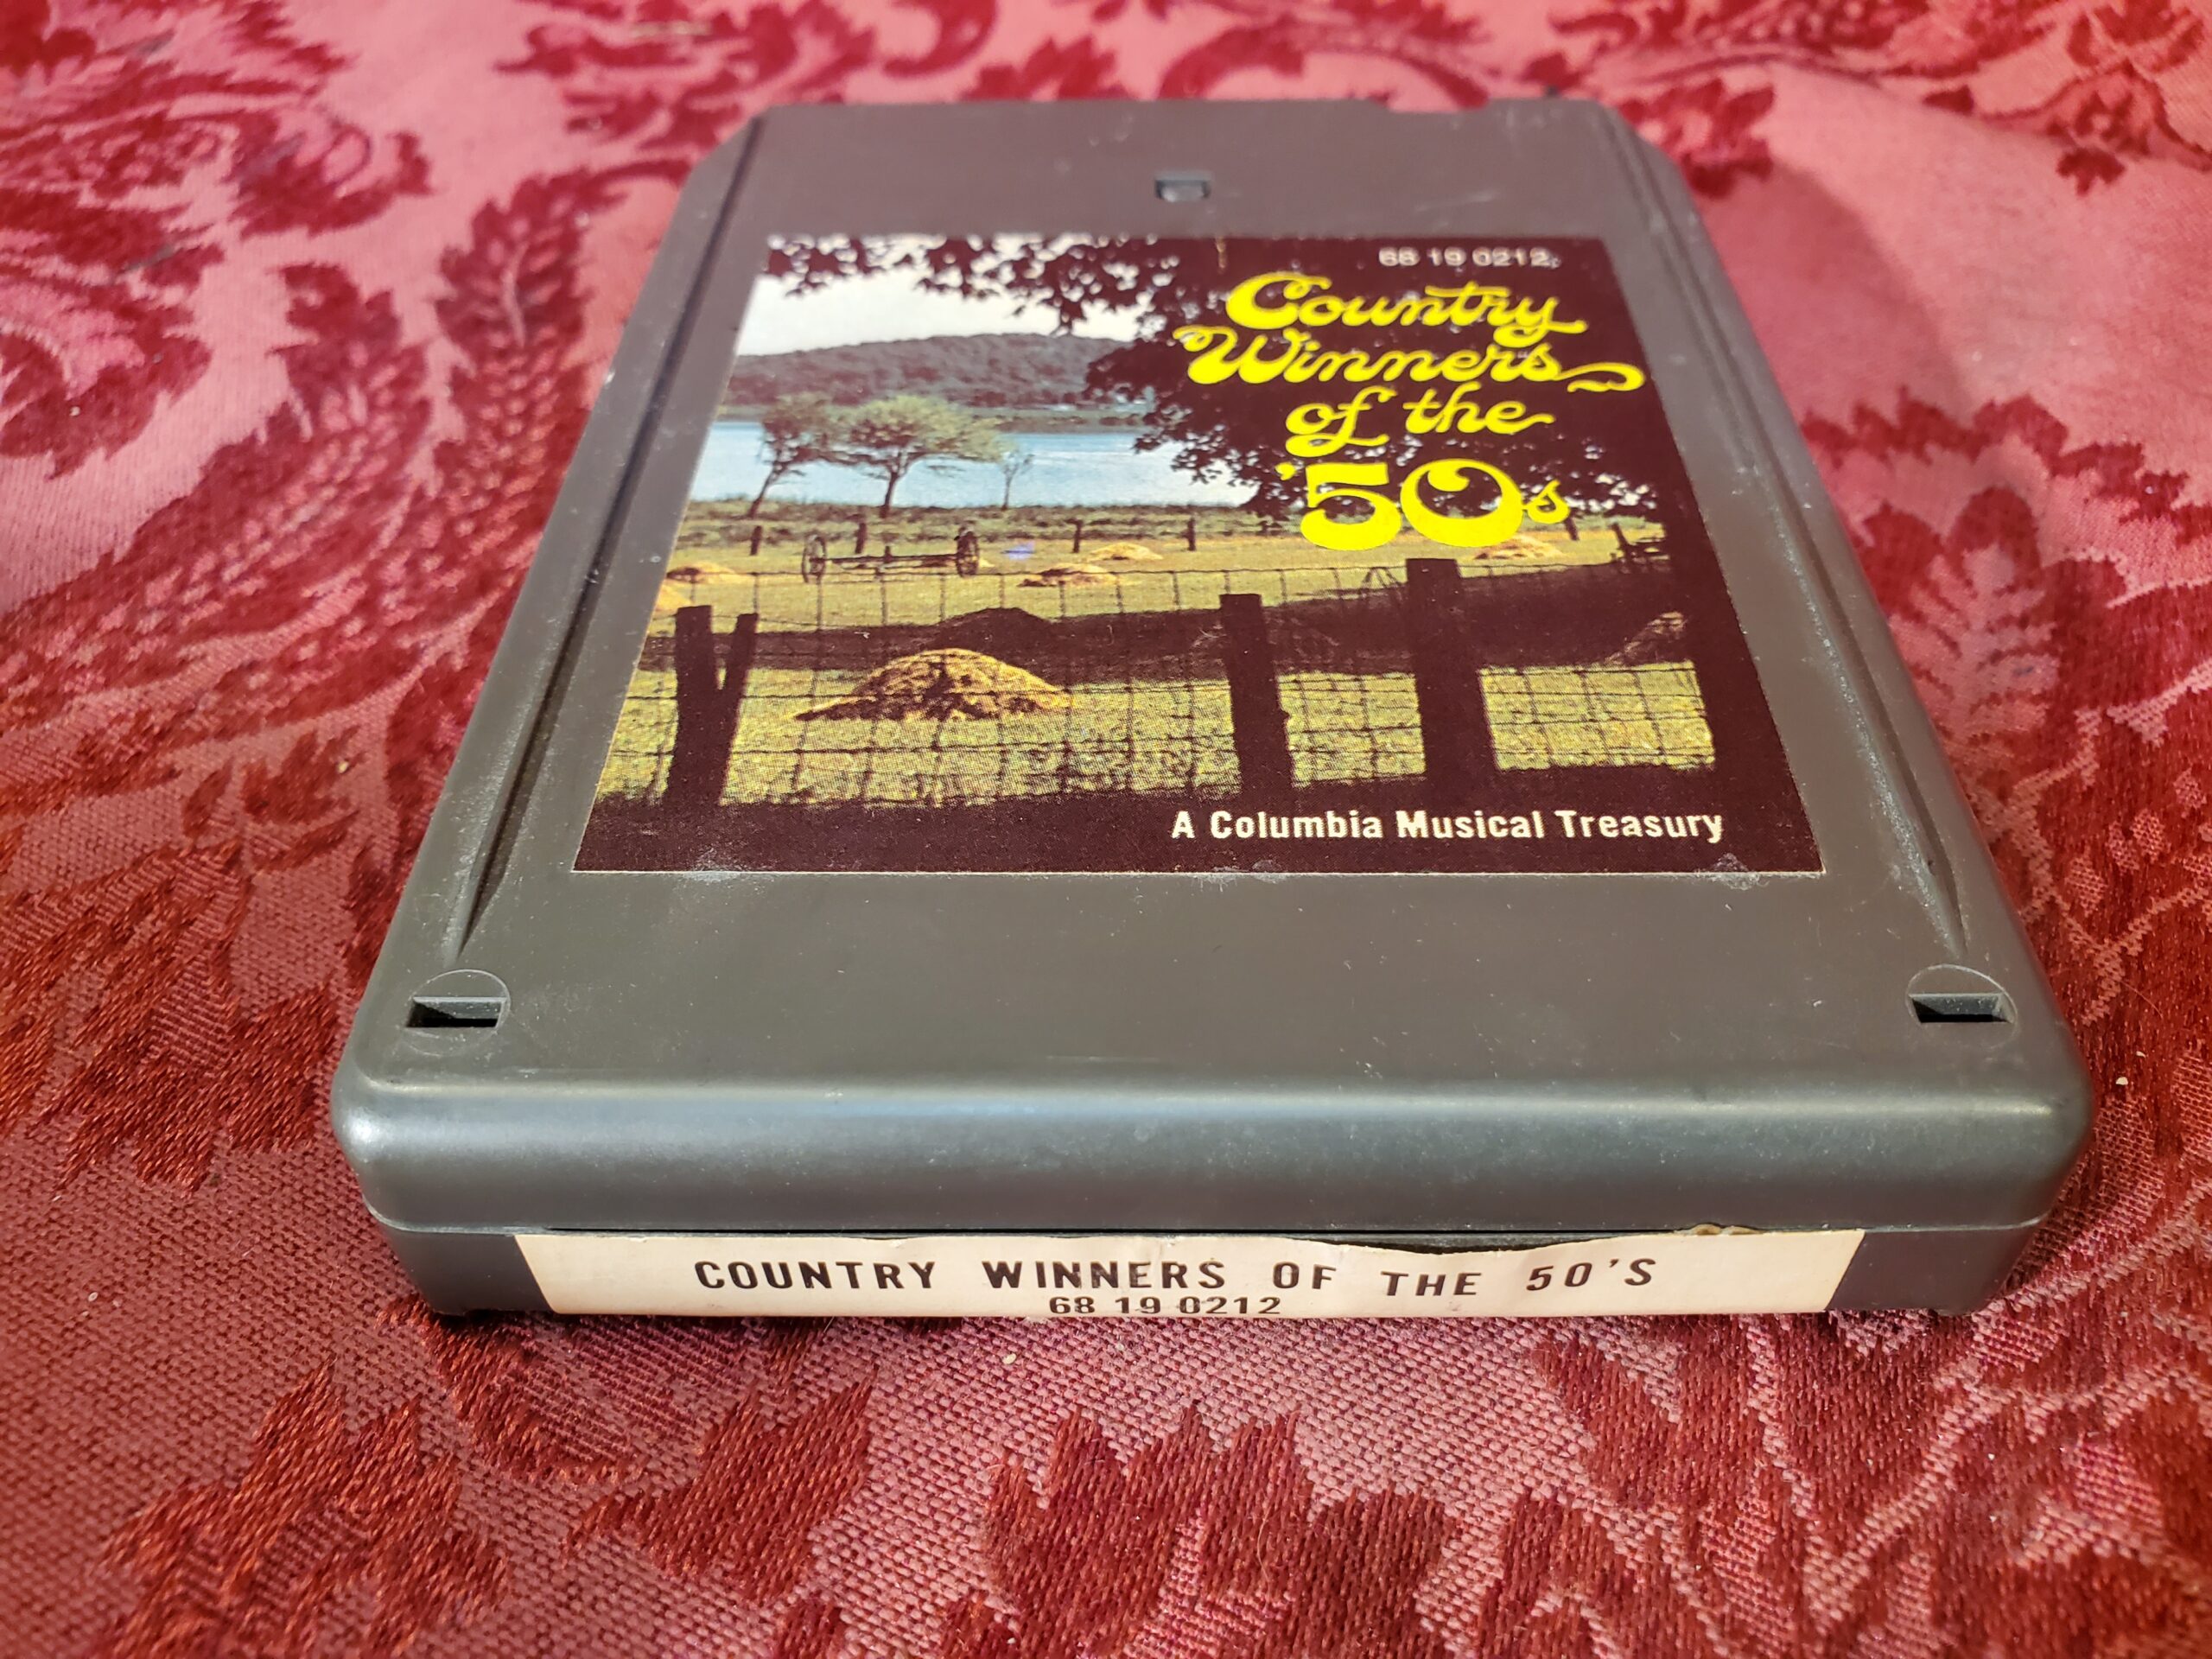 68 19 0212
Country
Winners
of the
'50s
A Columbia Musical Treasury
COUNTRY WINNERS OF THE 50'S
68 19 0212